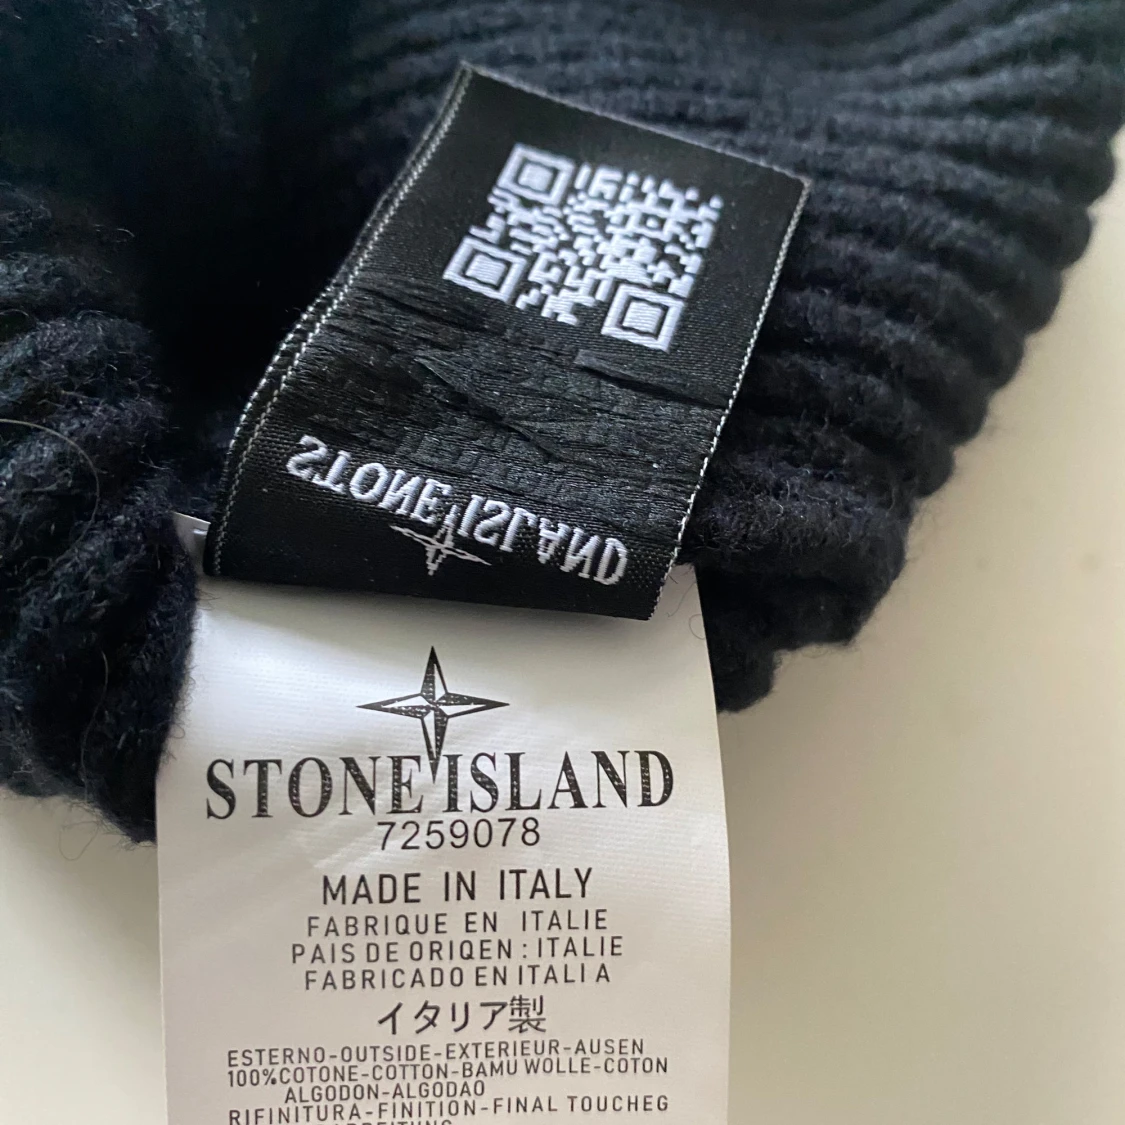 STONE ISLAND
STONE ISLAND
7259078
MADE IN ITALY
FABRIQUE EN ITALIE
PAIS DE ORIQEN : ITALIE
FABRICADO EN ITALI A
イタリア製
ESTERNO-OUTSIDE-EXTERIEUR-AUSEN
100%COTONE-COTTON-BAMU WOLLE-COTON
ALGODON-ALGODAO
RIFINITURA-FINITION-FINAL TOUCHEG